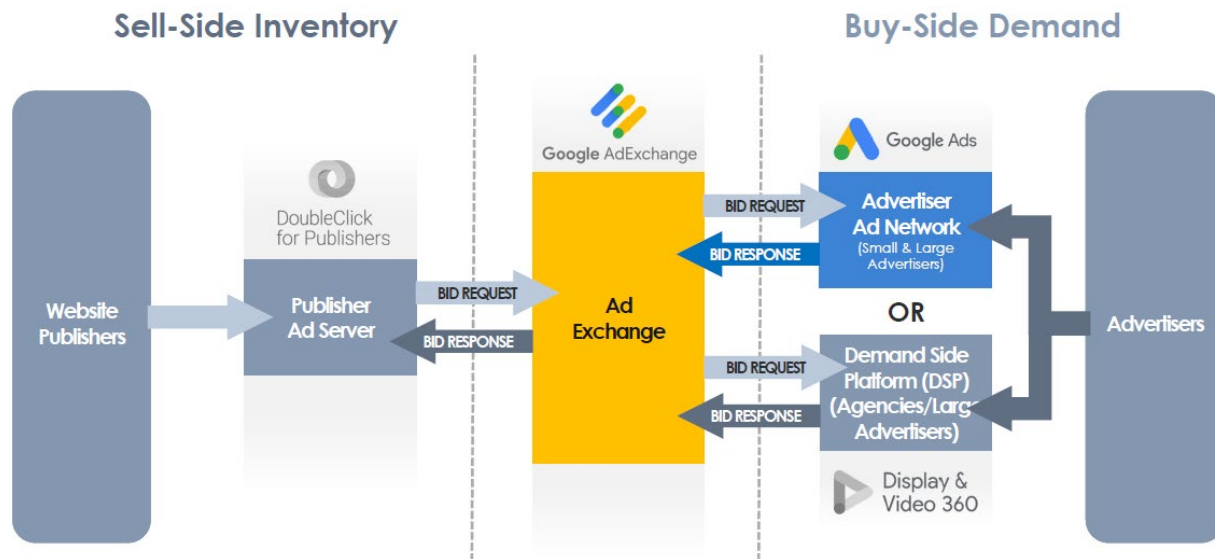 Sell-Side Inventory
Buy-Side Demand
Website
Publishers
DoubleClick
for Publishers
Publisher
Ad Server
BID REQUEST
BID RESPONSE
Google AdExchange
Ad
Exchange
BID REQUEST
BID RESPONSE
BID REQUEST
BID RESPONSE
Google Ads
Advertiser
Ad Network
(Small & Large
Advertisers)
OR
Demand Side
Platform (DSP)
(Agencies/Large
Advertisers)
Display &
Video 360
Advertisers